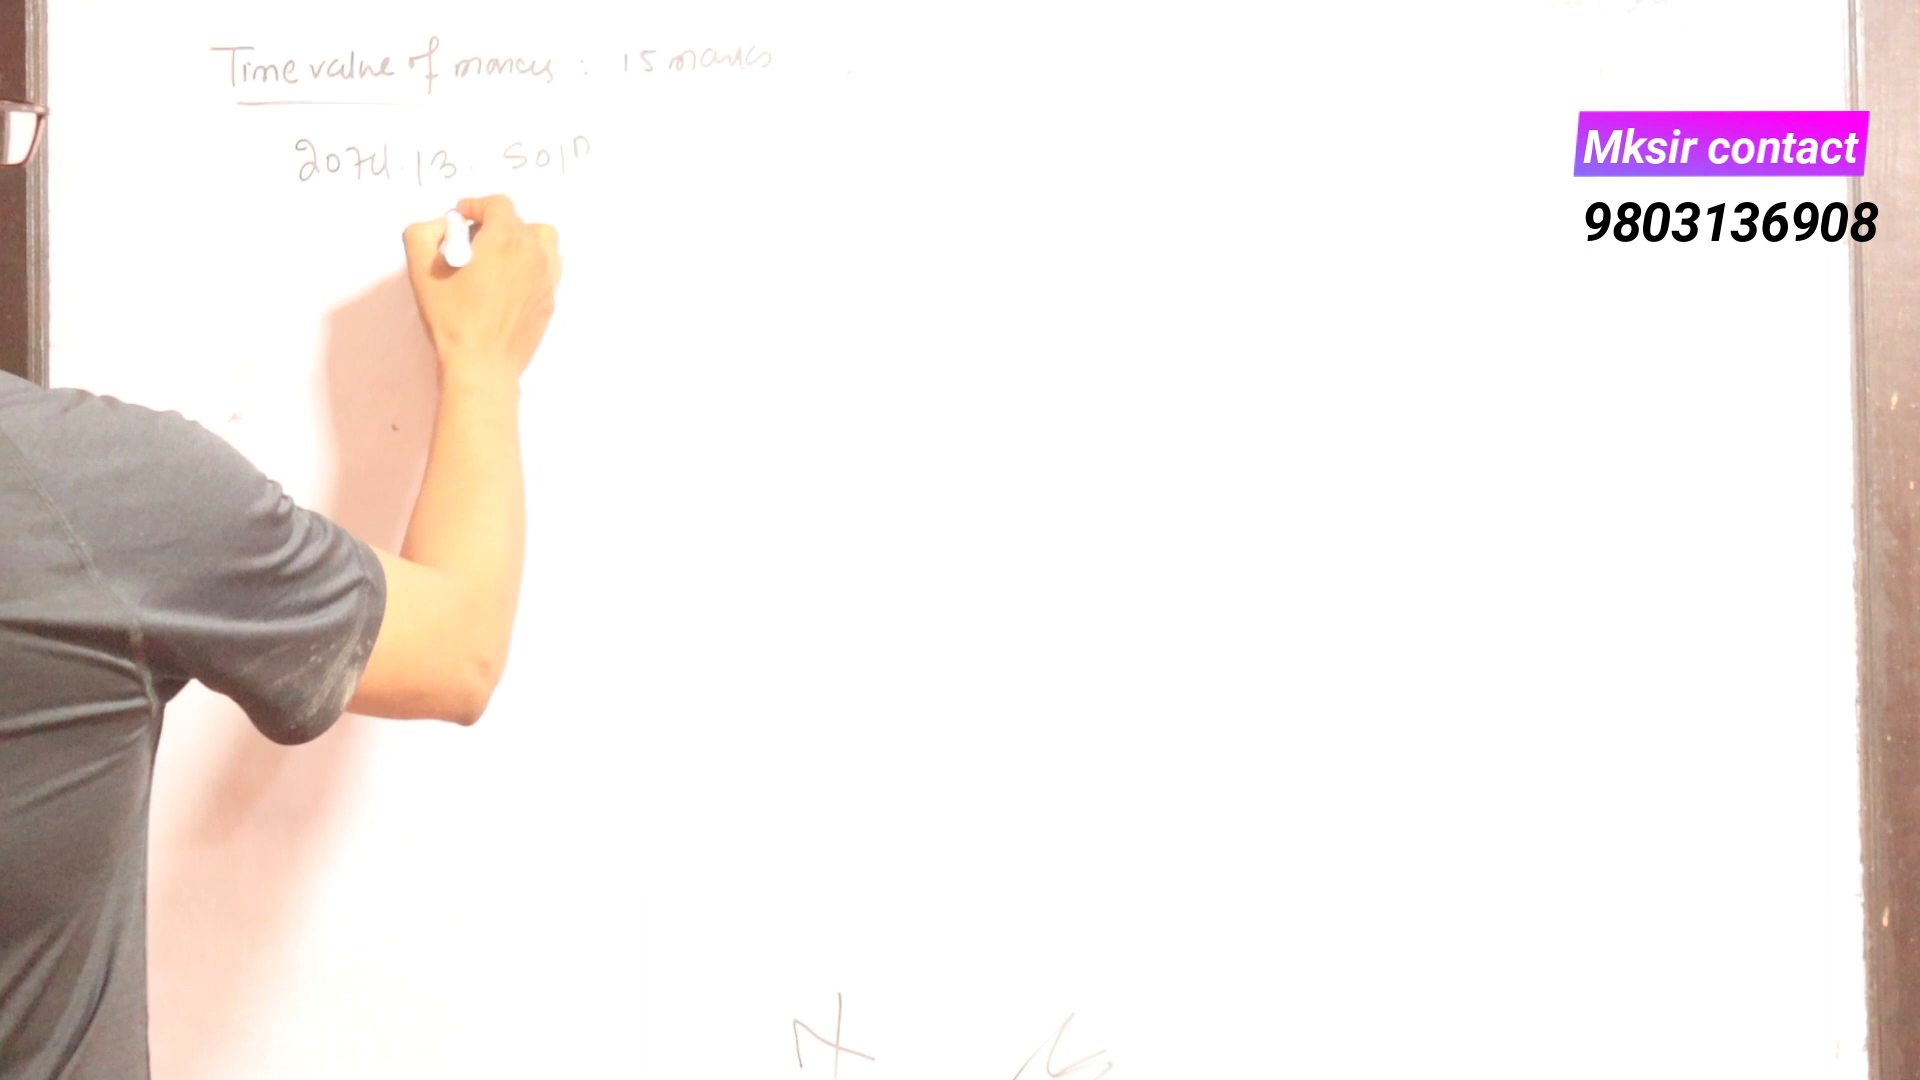 Time value of money : 15 marks
2074.13. Solⁿ
Mksir contact
9803136908